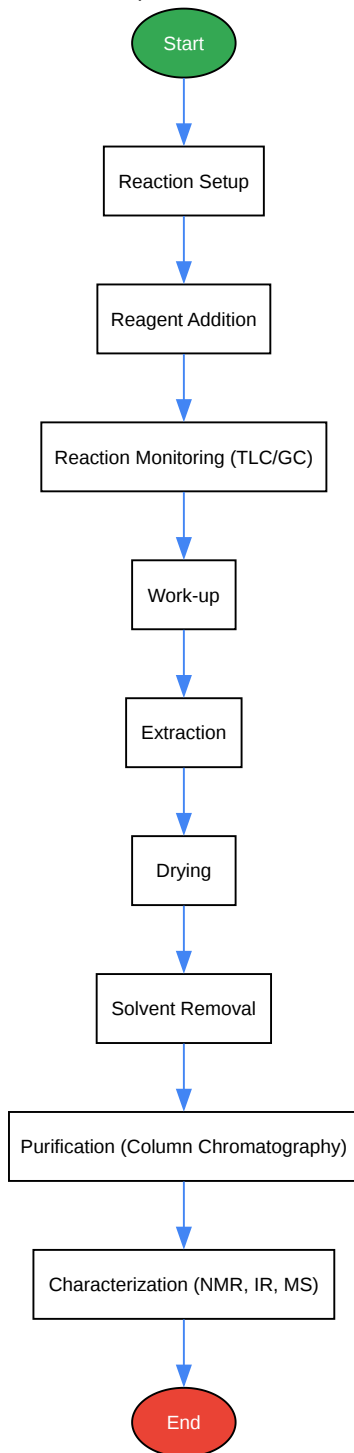 Start
Reaction Setup
Reagent Addition
Reaction Monitoring (TLC/GC)
Work-up
Extraction
Drying
Solvent Removal
Purification (Column Chromatography)
Characterization (NMR, IR, MS)
End